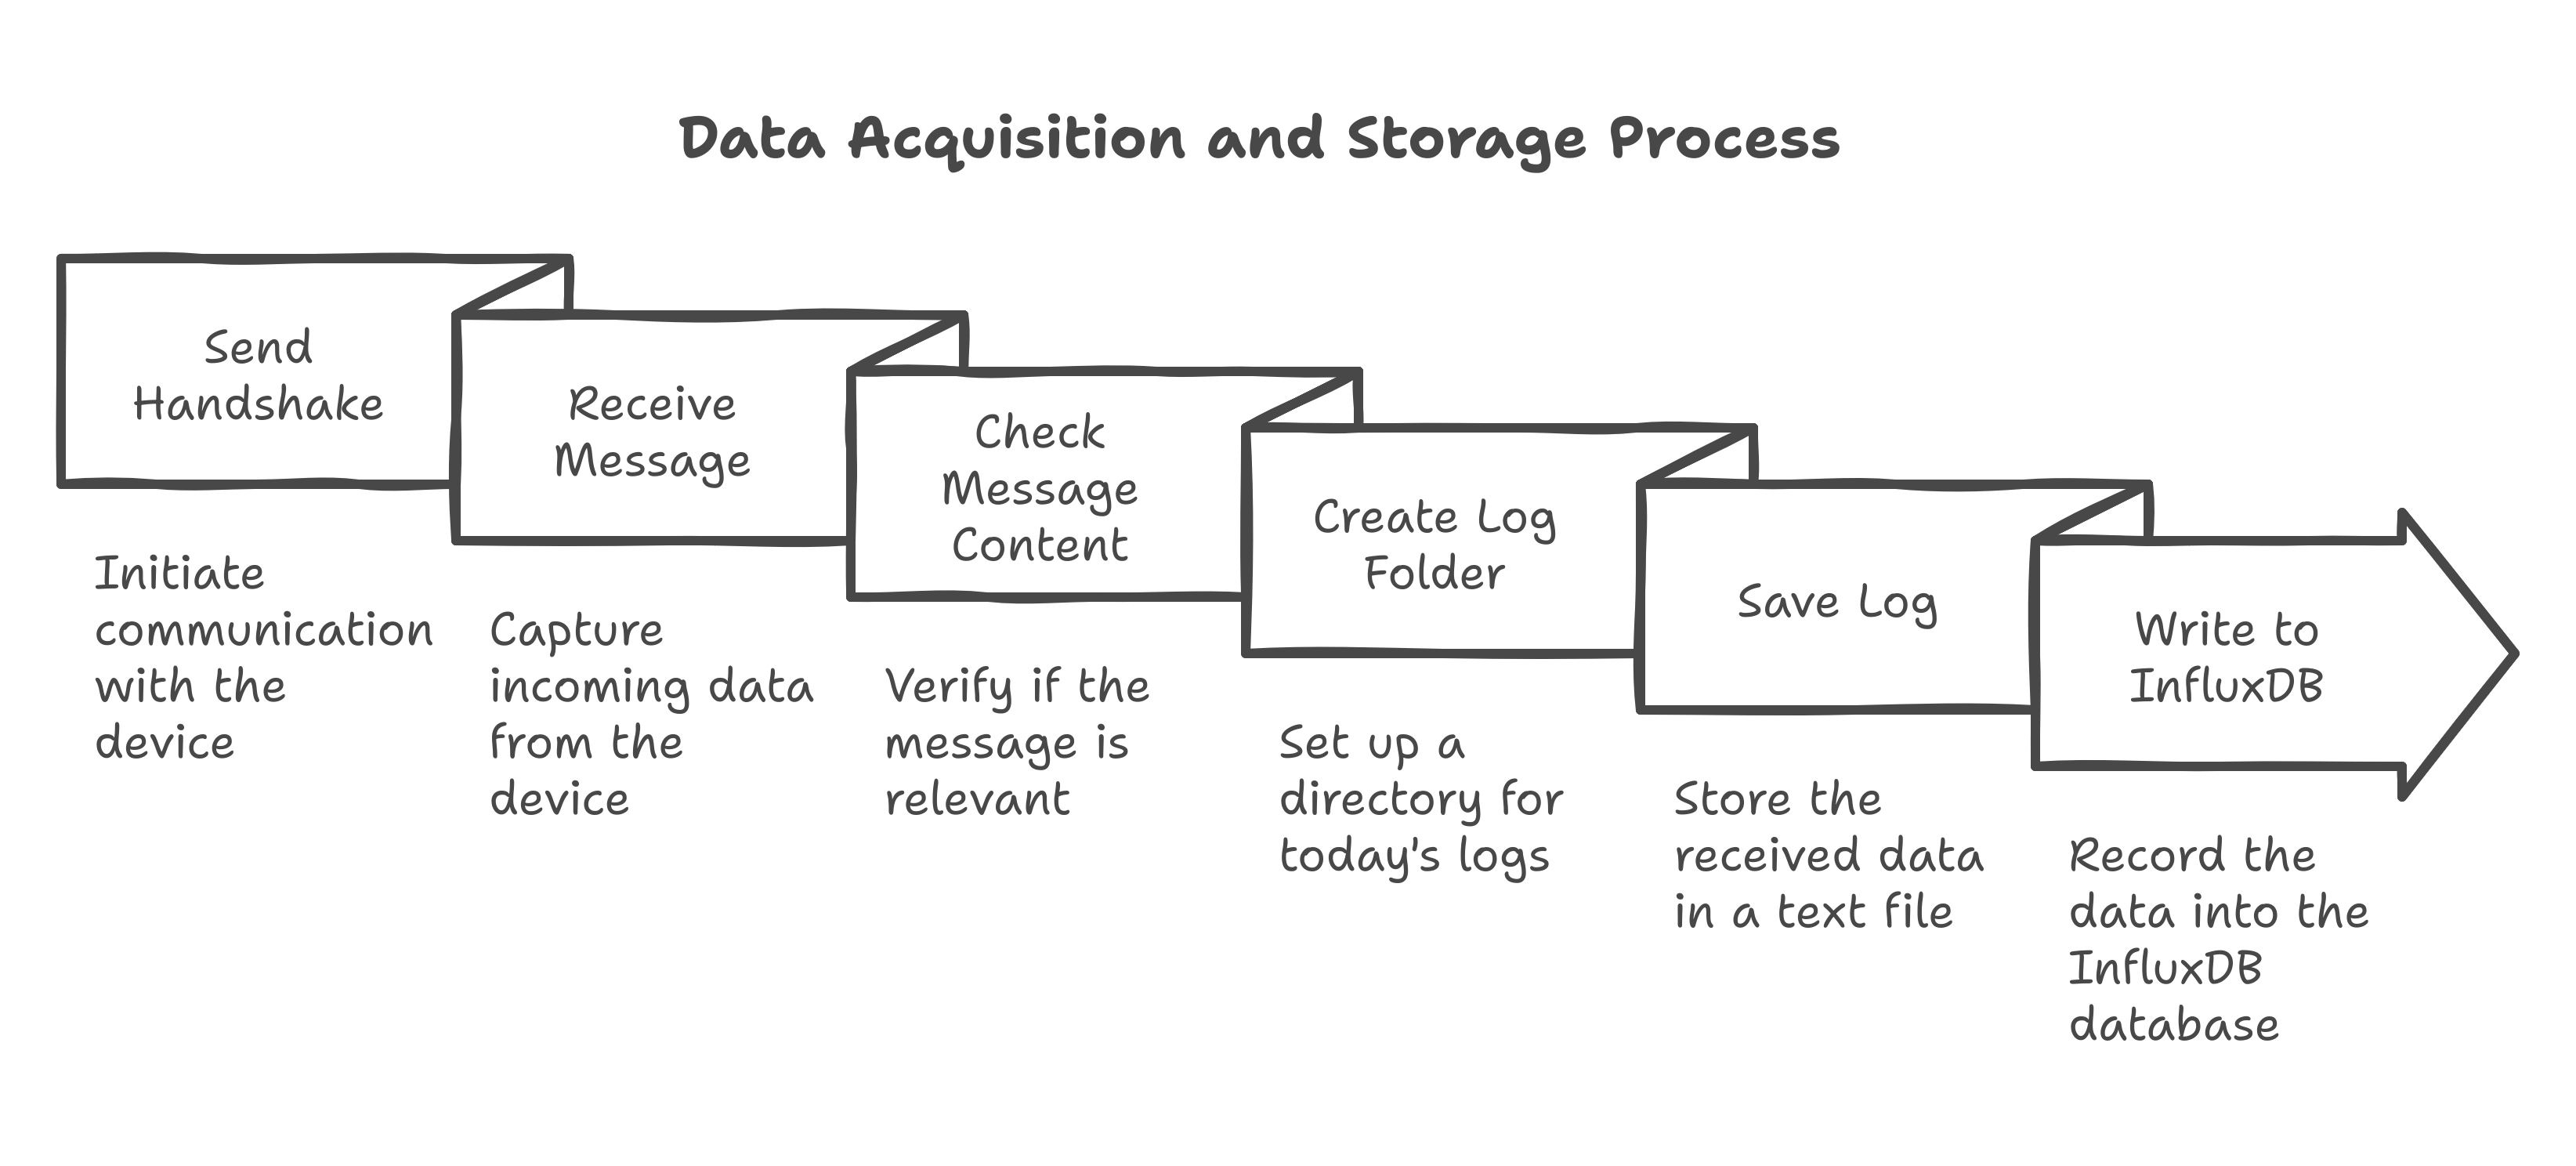 Data Acquisition and Storage Process
Send
Handshake
Initiate
communication
with the
device
Receive
Message
Capture
incoming data
from the
device
Check
Message
Content
Verify if the
message is
relevant
Create Log
Folder
Set up a
directory for
today's logs
Save Log
Store the
received data
in a text file
Write to
InfluxDB
Record the
data into the
InfluxDB
database